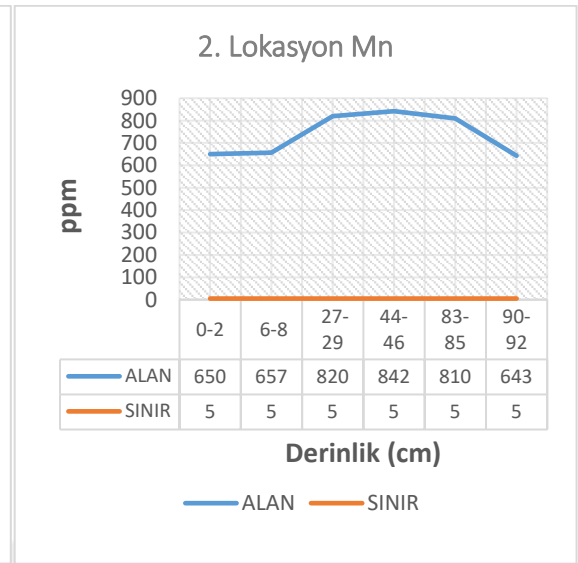 2. Lokasyon Mn
900
800
700
600
500
400
300
200
100
0
ppm
0-2 6-8 27-29 44-46 83-85 90-92
ALAN 650 657 820 842 810 643
SINIR 5 5 5 5 5 5
Derinlik (cm)
ALAN SINIR